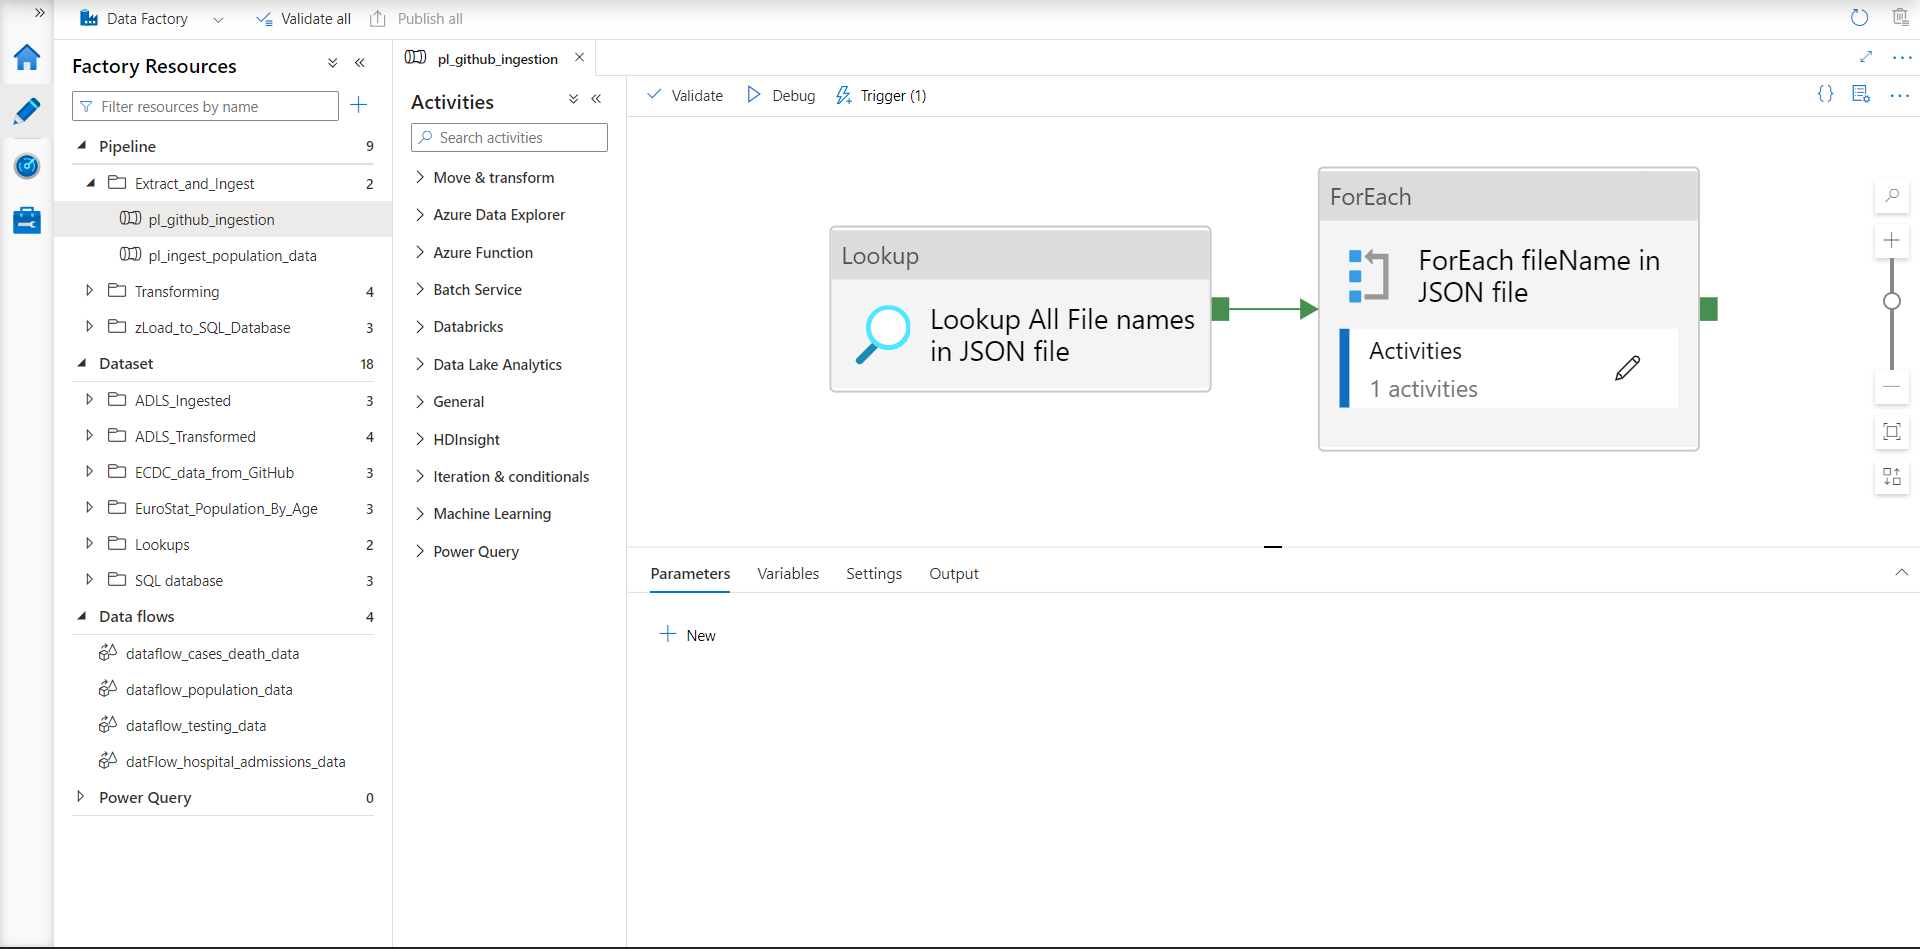 Data Factory
Validate all
Publish all
Factory Resources
Filter resources by name
Pipeline 9
Extract_and_Ingest 2
pl_github_ingestion
pl_ingest_population_data
Transforming 4
zLoad_to_SQL_Database 3
Dataset 18
ADLS_Ingested 3
ADLS_Transformed 4
ECDC_data_from_GitHub 3
EuroStat_Population_By_Age 3
Lookups 2
SQL database 3
Data flows 4
dataflow_cases_death_data
dataflow_population_data
dataflow_testing_data
datFlow_hospital_admissions_data
Power Query 0
pl_github_ingestion
Activities
Search activities
Move & transform
Azure Data Explorer
Azure Function
Batch Service
Databricks
Data Lake Analytics
General
HDInsight
Iteration & conditionals
Machine Learning
Power Query
Validate
Debug
Trigger (1)
Lookup
Lookup All File names
in JSON file
ForEach
ForEach fileName in
JSON file
Activities
1 activities
Parameters
Variables
Settings
Output
New